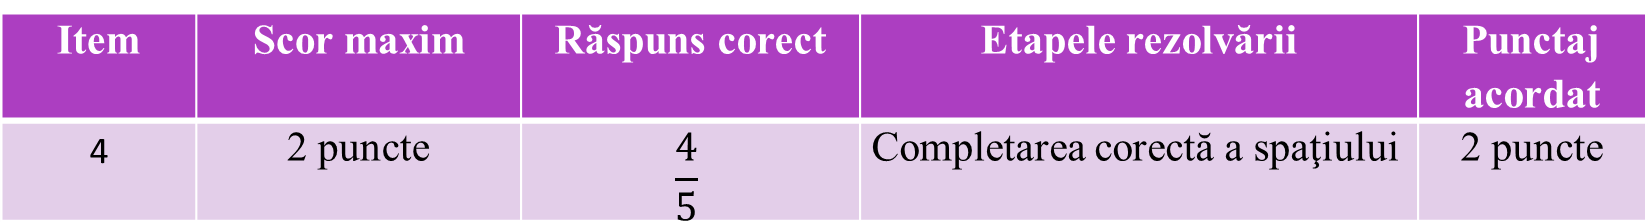 Item Scor maxim Răspuns corect Etapele rezolvării Punctaj acordat
4 2 puncte 4/5 Completarea corectă a spaţiului 2 puncte